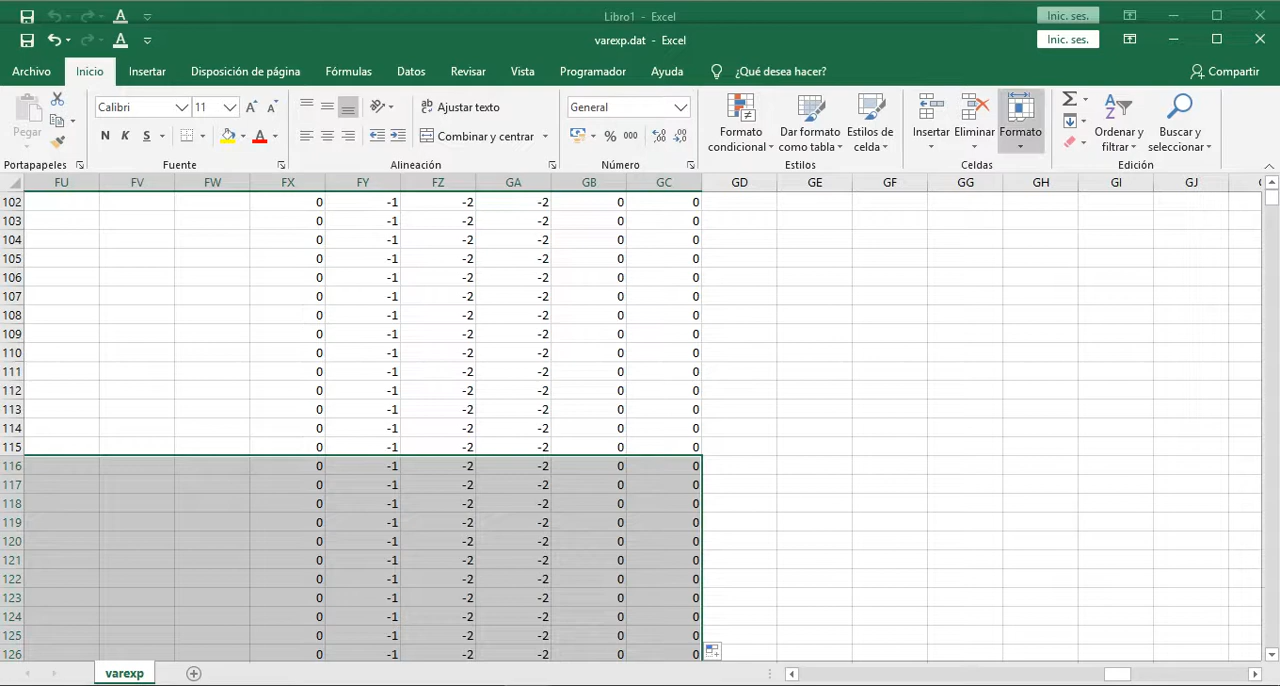 Libro1 - Excel
Inic. ses.
varexp.dat - Excel
Inic. ses.
Archivo Inicio Insertar Disposición de página Fórmulas Datos Revisar Vista Programador Ayuda ¿Qué desea hacer? Compartir
Pegar Calibri 11 Ajustar texto General Formato condicional Dar formato como tabla Estilos de celda Insertar Eliminar Formato Ordenar y filtrar Buscar y seleccionar
N K S Combinar y centrar % 000
Portapapeles Fuente Alineación Número Estilos Celdas Edición
FU FV FW FX FY FZ GA GB GC GD GE GF GG GH GI GJ
102 0 -1 -2 -2 0 0
103 0 -1 -2 -2 0 0
104 0 -1 -2 -2 0 0
105 0 -1 -2 -2 0 0
106 0 -1 -2 -2 0 0
107 0 -1 -2 -2 0 0
108 0 -1 -2 -2 0 0
109 0 -1 -2 -2 0 0
110 0 -1 -2 -2 0 0
111 0 -1 -2 -2 0 0
112 0 -1 -2 -2 0 0
113 0 -1 -2 -2 0 0
114 0 -1 -2 -2 0 0
115 0 -1 -2 -2 0 0
116 0 -1 -2 -2 0 0
117 0 -1 -2 -2 0 0
118 0 -1 -2 -2 0 0
119 0 -1 -2 -2 0 0
120 0 -1 -2 -2 0 0
121 0 -1 -2 -2 0 0
122 0 -1 -2 -2 0 0
123 0 -1 -2 -2 0 0
124 0 -1 -2 -2 0 0
125 0 -1 -2 -2 0 0
126 0 -1 -2 -2 0 0
varexp